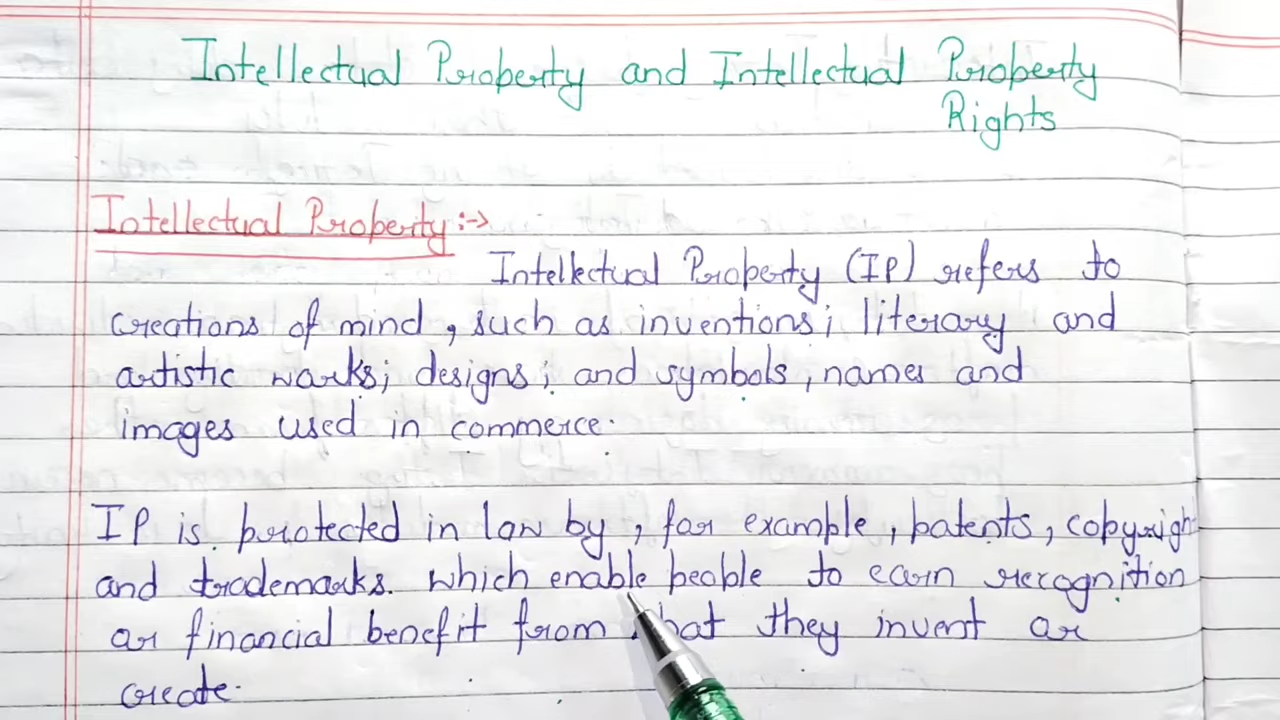 Intellectual Property and Intellectual Property
Rights
Intellectual Property :->
Intellectual Property (IP) refers to
creations of mind, such as inventions; literary and
artistic works; designs; and symbols, names and
images used in commerce.
IP is protected in law by, for example, patents, copyright
and trademarks. which enable people to earn recognition
or financial benefit from what they invent or
create.